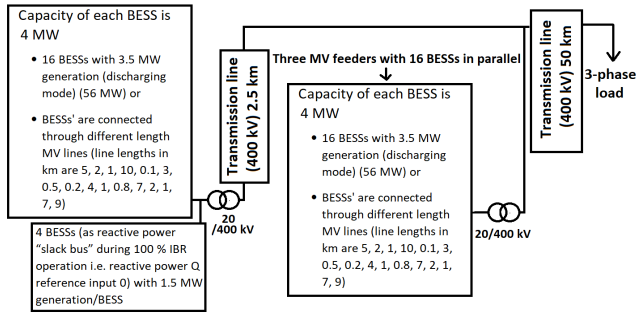 Capacity of each BESS is
4 MW
• 16 BESSs with 3.5 MW
generation (discharging
mode) (56 MW) or
• BESSs' are connected
through different length
MV lines (line lengths in
km are 5, 2, 1, 10, 0.1, 3,
0.5, 0.2, 4, 1, 0.8, 7, 2, 1,
7, 9)
4 BESSs (as reactive power
“slack bus” during 100 % IBR
operation i.e. reactive power Q
reference input 0) with 1.5 MW
generation/BESS
20
/400 kV
Transmission line
(400 kV) 2.5 km
Three MV feeders with 16 BESSs in parallel
Capacity of each BESS is
4 MW
• 16 BESSs with 3.5 MW
generation (discharging
mode) (56 MW) or
• BESSs' are connected
through different length
MV lines (line lengths in
km are 5, 2, 1, 10, 0.1, 3,
0.5, 0.2, 4, 1, 0.8, 7, 2, 1,
7, 9)
20/400 kV
Transmission line
(400 kV) 50 km
3-phase
load